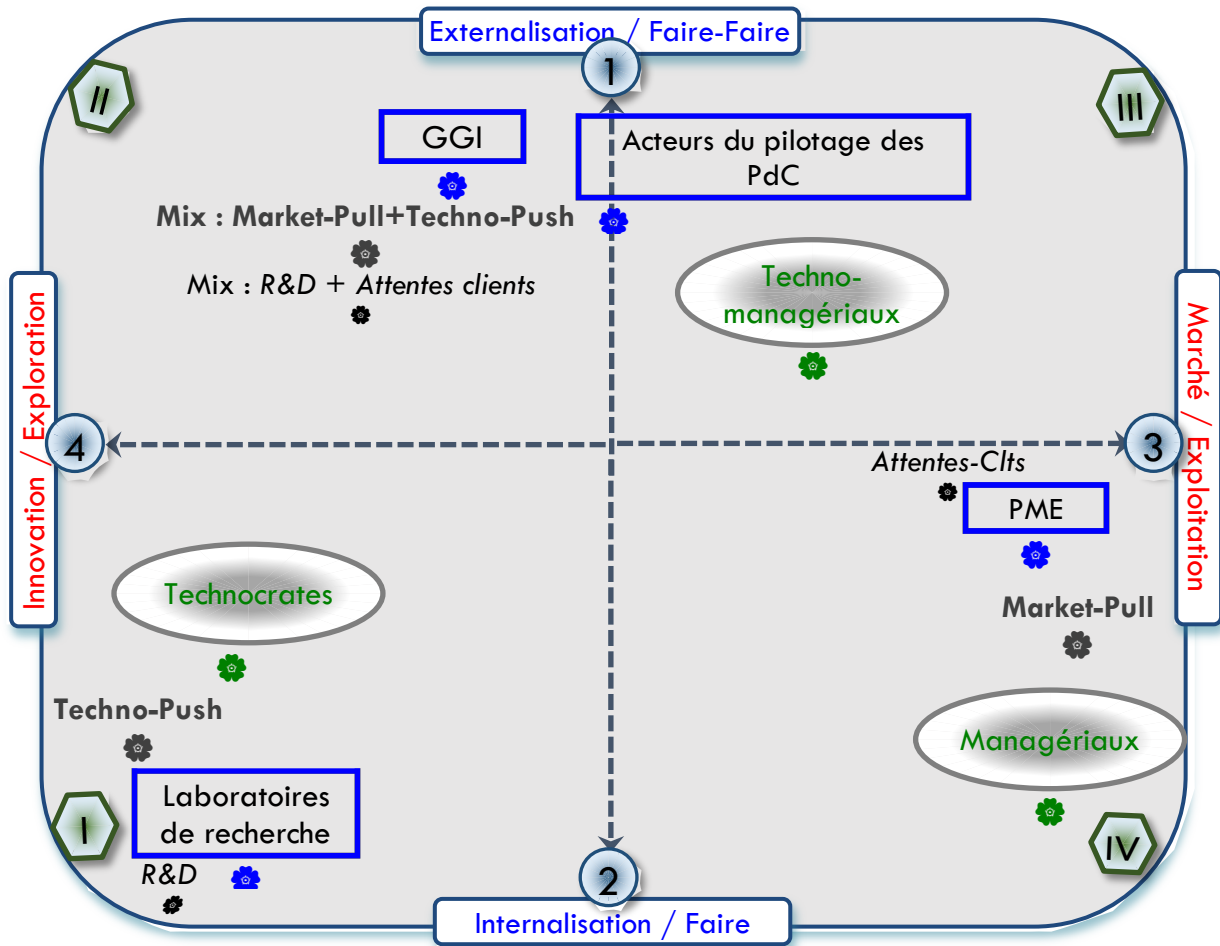 Externalisation / Faire-Faire
1
II
III
GGI
Acteurs du pilotage des
PdC
Mix : Market-Pull+Techno-Push
Mix : R&D + Attentes clients
Techno-
managériaux
Innovation / Exploration
Marché / Exploitation
4
3
Attentes-Clts
PME
Technocrates
Market-Pull
Techno-Push
Managériaux
Laboratoires
de recherche
I
IV
R&D
2
Internalisation / Faire